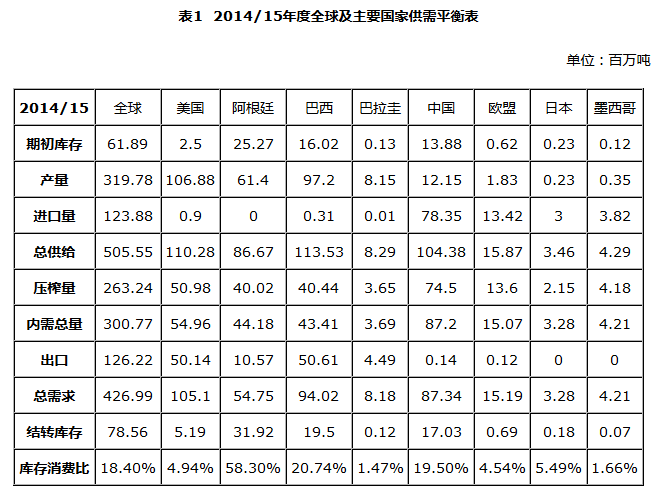 表1 2014/15年度全球及主要国家供需平衡表
单位：百万吨
2014/15 全球 美国 阿根廷 巴西 巴拉圭 中国 欧盟 日本 墨西哥
期初库存 61.89 2.5 25.27 16.02 0.13 13.88 0.62 0.23 0.12
产量 319.78 106.88 61.4 97.2 8.15 12.15 1.83 0.23 0.35
进口量 123.88 0.9 0 0.31 0.01 78.35 13.42 3 3.82
总供给 505.55 110.28 86.67 113.53 8.29 104.38 15.87 3.46 4.29
压榨量 263.24 50.98 40.02 40.44 3.65 74.5 13.6 2.15 4.18
内需总量 300.77 54.96 44.18 43.41 3.69 87.2 15.07 3.28 4.21
出口 126.22 50.14 10.57 50.61 4.49 0.14 0.12 0 0
总需求 426.99 105.1 54.75 94.02 8.18 87.34 15.19 3.28 4.21
结转库存 78.56 5.19 31.92 19.5 0.12 17.03 0.69 0.18 0.07
库存消费比 18.40% 4.94% 58.30% 20.74% 1.47% 19.50% 4.54% 5.49% 1.66%